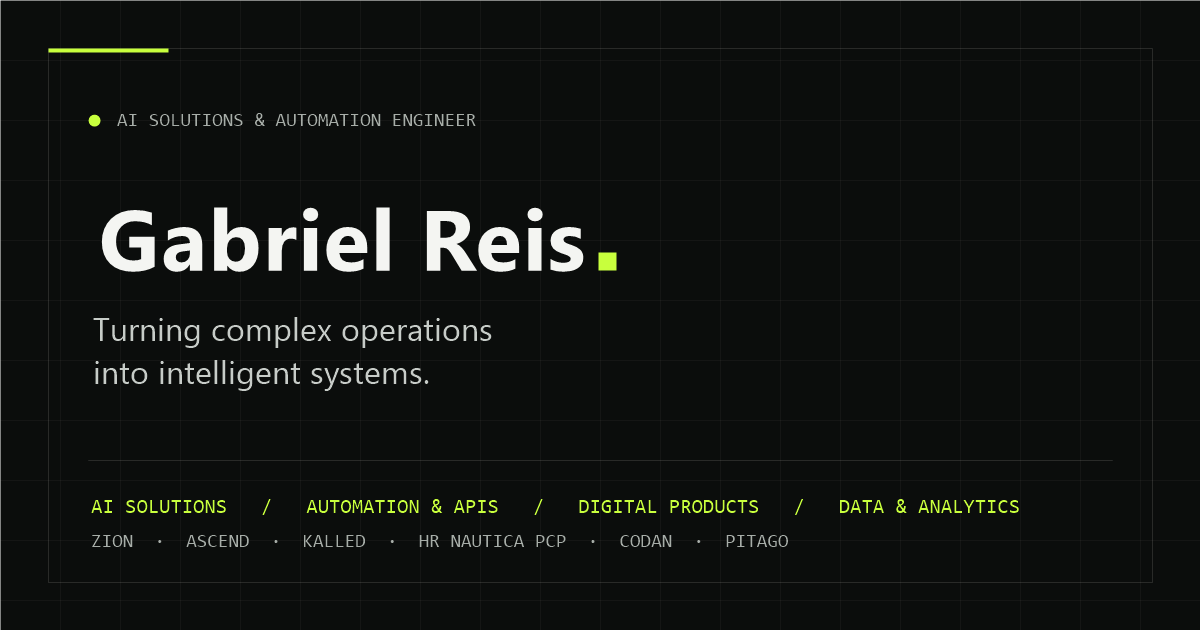 AI SOLUTIONS & AUTOMATION ENGINEER
Gabriel Reis.
Turning complex operations
into intelligent systems.
AI SOLUTIONS / AUTOMATION & APIS / DIGITAL PRODUCTS / DATA & ANALYTICS
ZION · ASCEND · KALLED · HR NAUTICA PCP · CODAN · PITAGO